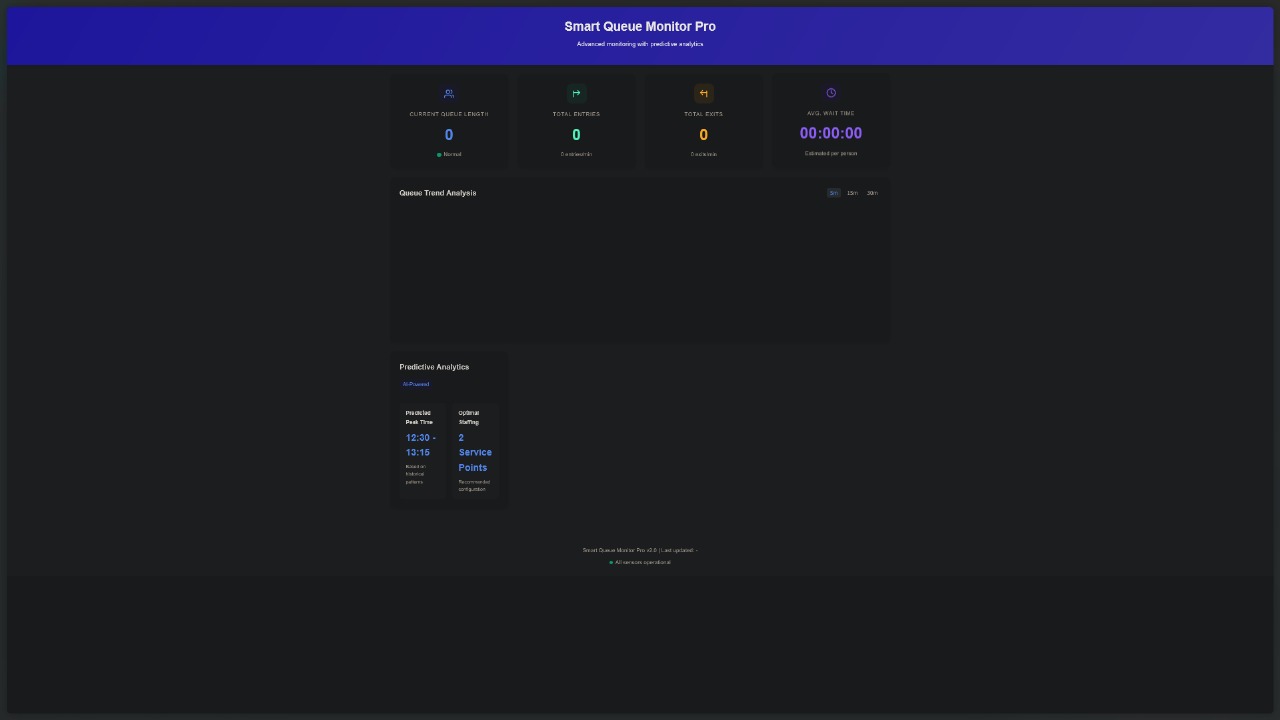 Smart Queue Monitor Pro
Advanced monitoring with predictive analytics
CURRENT QUEUE LENGTH
0
Normal
TOTAL ENTRIES
0
0 entries/min
TOTAL EXITS
0
0 exits/min
AVG. WAIT TIME
00:00:00
Estimated per person
Queue Trend Analysis
5m 15m 30m
Predictive Analytics
AI-Powered
Predicted
Peak Time
12:30 -
13:15
Based on
historical
patterns
Optimal
Staffing
2
Service
Points
Recommended
configuration
Smart Queue Monitor Pro v2.0 | Last updated: -
All sensors operational